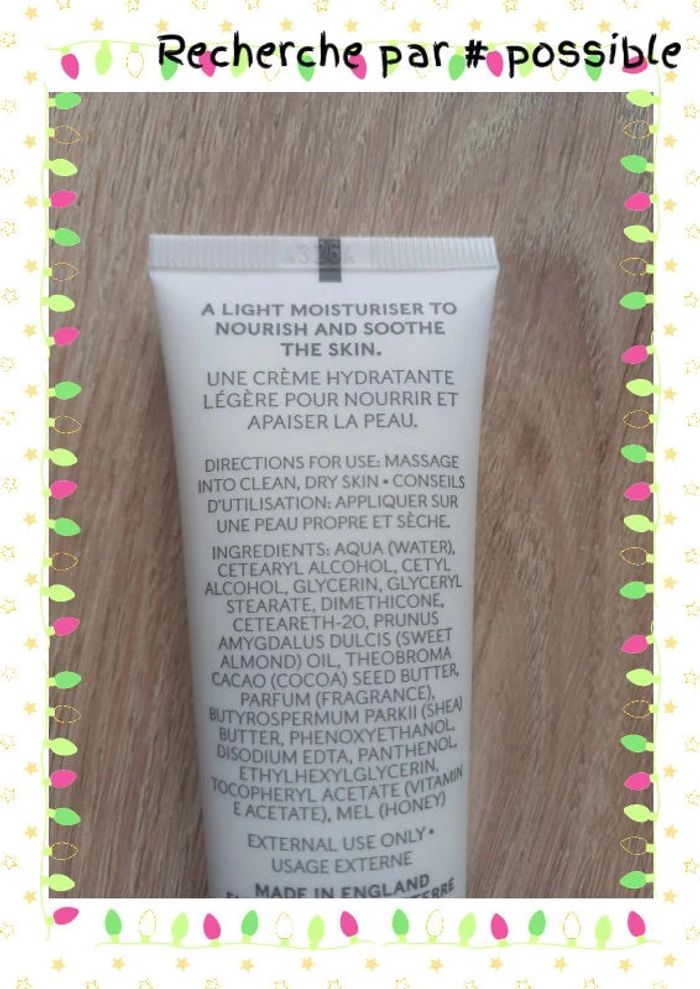 Recherche par # possible
A LIGHT MOISTURISER TO
NOURISH AND SOOTHE
THE SKIN.
UNE CRÈME HYDRATANTE
LÉGÈRE POUR NOURRIR ET
APAISER LA PEAU.
DIRECTIONS FOR USE: MASSAGE
INTO CLEAN, DRY SKIN • CONSEILS
D'UTILISATION: APPLIQUER SUR
UNE PEAU PROPRE ET SÈCHE.
INGREDIENTS: AQUA (WATER),
CETEARYL ALCOHOL, CETYL
ALCOHOL, GLYCERIN, GLYCERYL
STEARATE, DIMETHICONE,
CETEARETH-20, PRUNUS
AMYGDALUS DULCIS (SWEET
ALMOND) OIL, THEOBROMA
CACAO (COCOA) SEED BUTTER,
PARFUM (FRAGRANCE),
BUTYROSPERMUM PARKII (SHEA)
BUTTER, PHENOXYETHANOL,
DISODIUM EDTA, PANTHENOL,
ETHYLHEXYLGLYCERIN,
TOCOPHERYL ACETATE (VITAMIN
E ACETATE), MEL (HONEY)
EXTERNAL USE ONLY •
USAGE EXTERNE
MADE IN ENGLAND